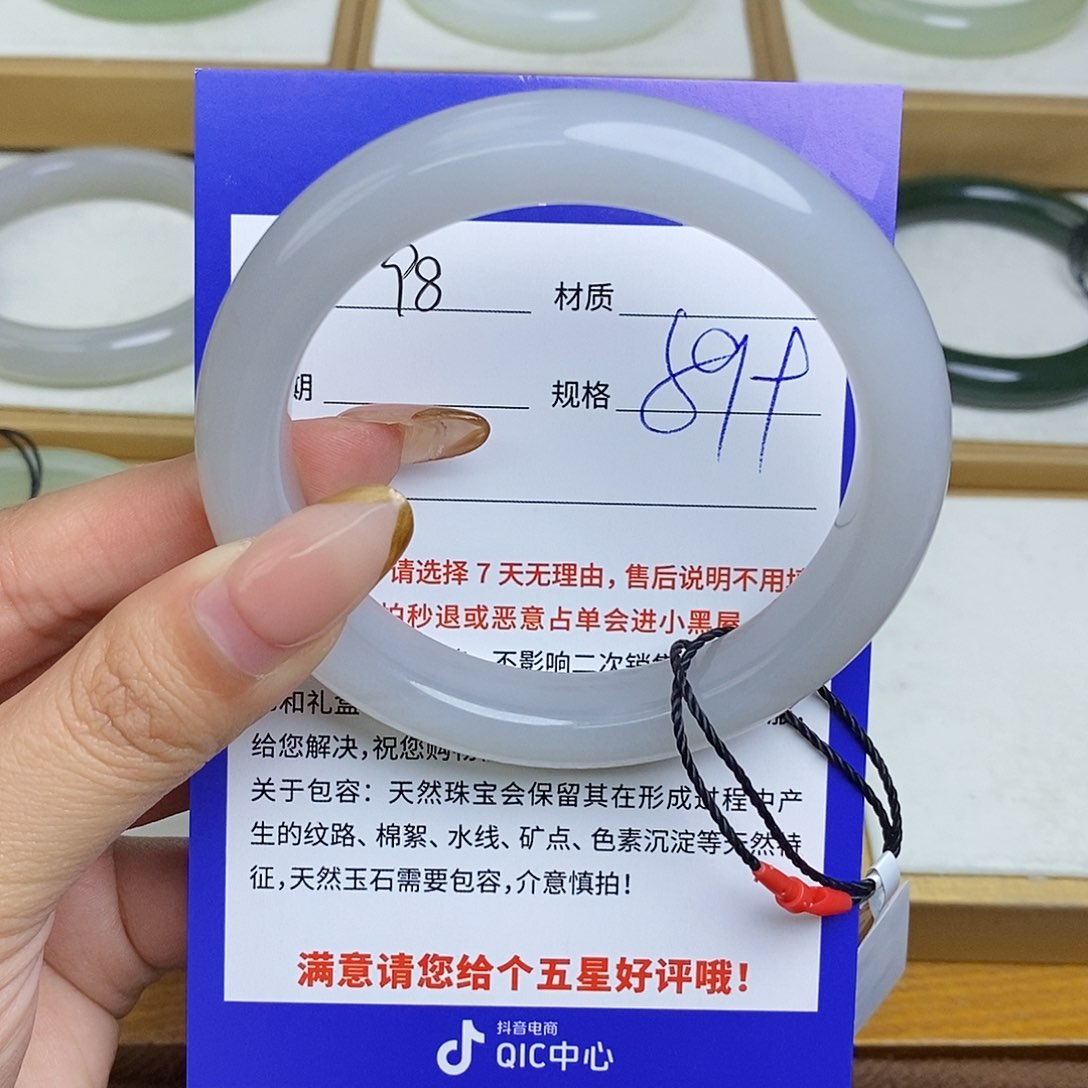 98 材质
规格
请选择7天无理由,售后说明不用
秒退或恶意占单会进小黑屋
不影响二次销售
和礼盒
给您解决,祝您购物
关于包容:天然珠宝会保留其在形成过程中产
生的纹路、棉絮、水线、矿点、色素沉淀等天然特
征,天然玉石需要包容,介意慎拍!
满意请您给个五星好评哦!
抖音电商
QIC中心